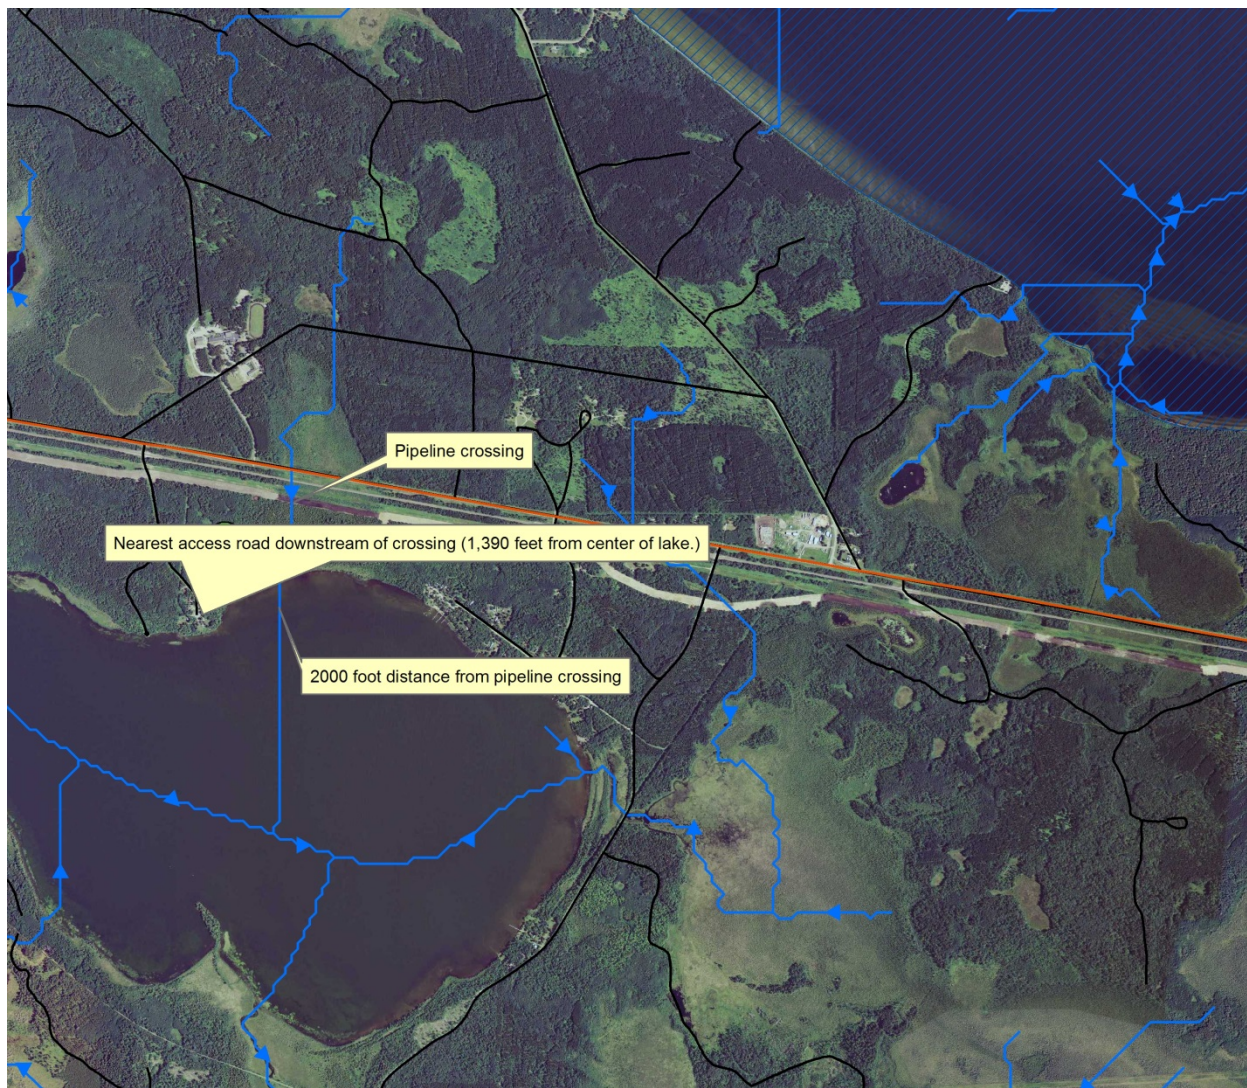 Pipeline crossing
Nearest access road downstream of crossing (1,390 feet from center of lake.)
2000 foot distance from pipeline crossing